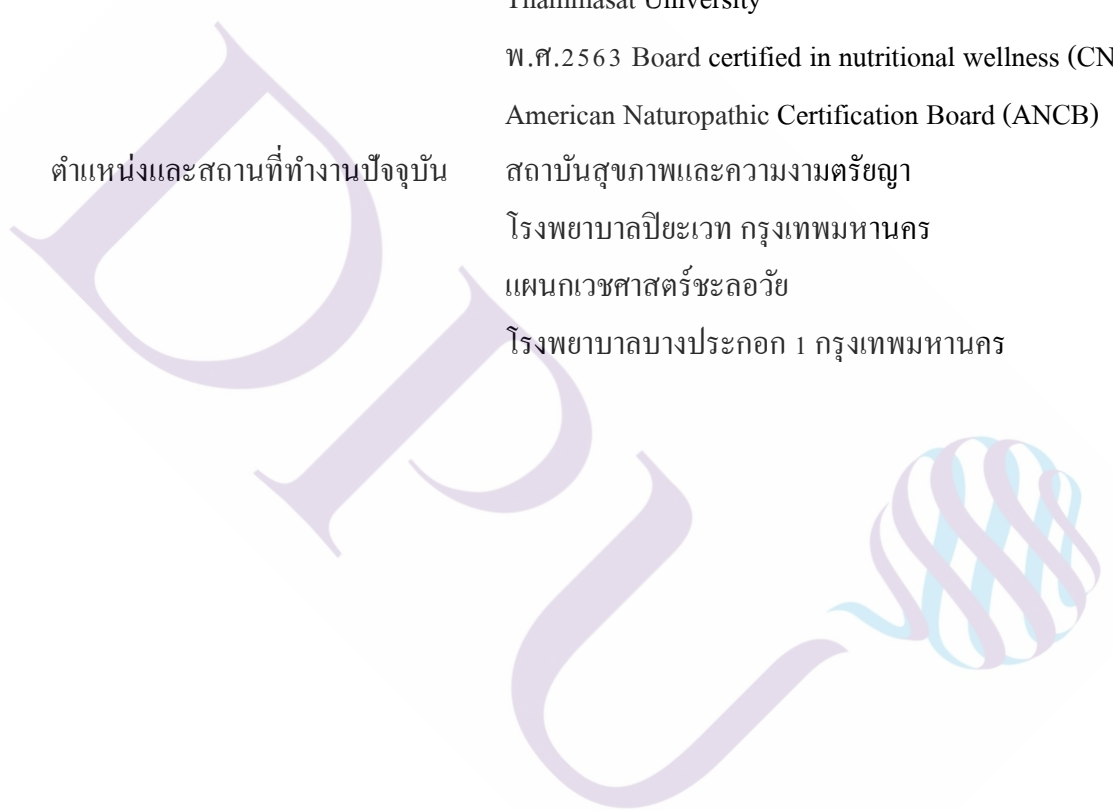 Thammasat University
พ.ศ.2563 Board certified in nutritional wellness (CN
American Naturopathic Certification Board (ANCB)
ตำแหน่งและสถานที่ทำงานปัจจุบัน สถาบันสุขภาพและความงามตรัยญา
โรงพยาบาลปิยะเวท กรุงเทพมหานคร
แผนกเวชศาสตร์ชะลอวัย
โรงพยาบาลบางประกอก 1 กรุงเทพมหานคร
DPU